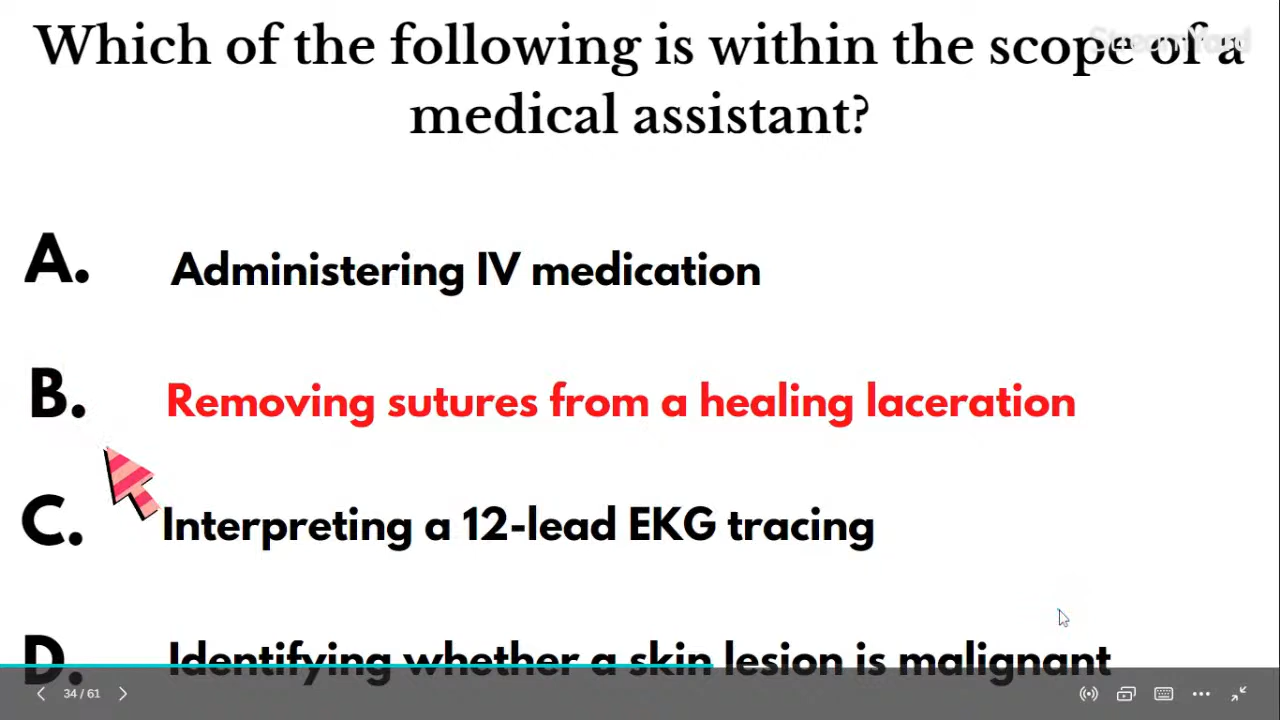 Which of the following is within the scope of a
StreamYard
medical assistant?
A. Administering IV medication
B. Removing sutures from a healing laceration
C. Interpreting a 12-lead EKG tracing
D. Identifying whether a skin lesion is malignant
34 / 61